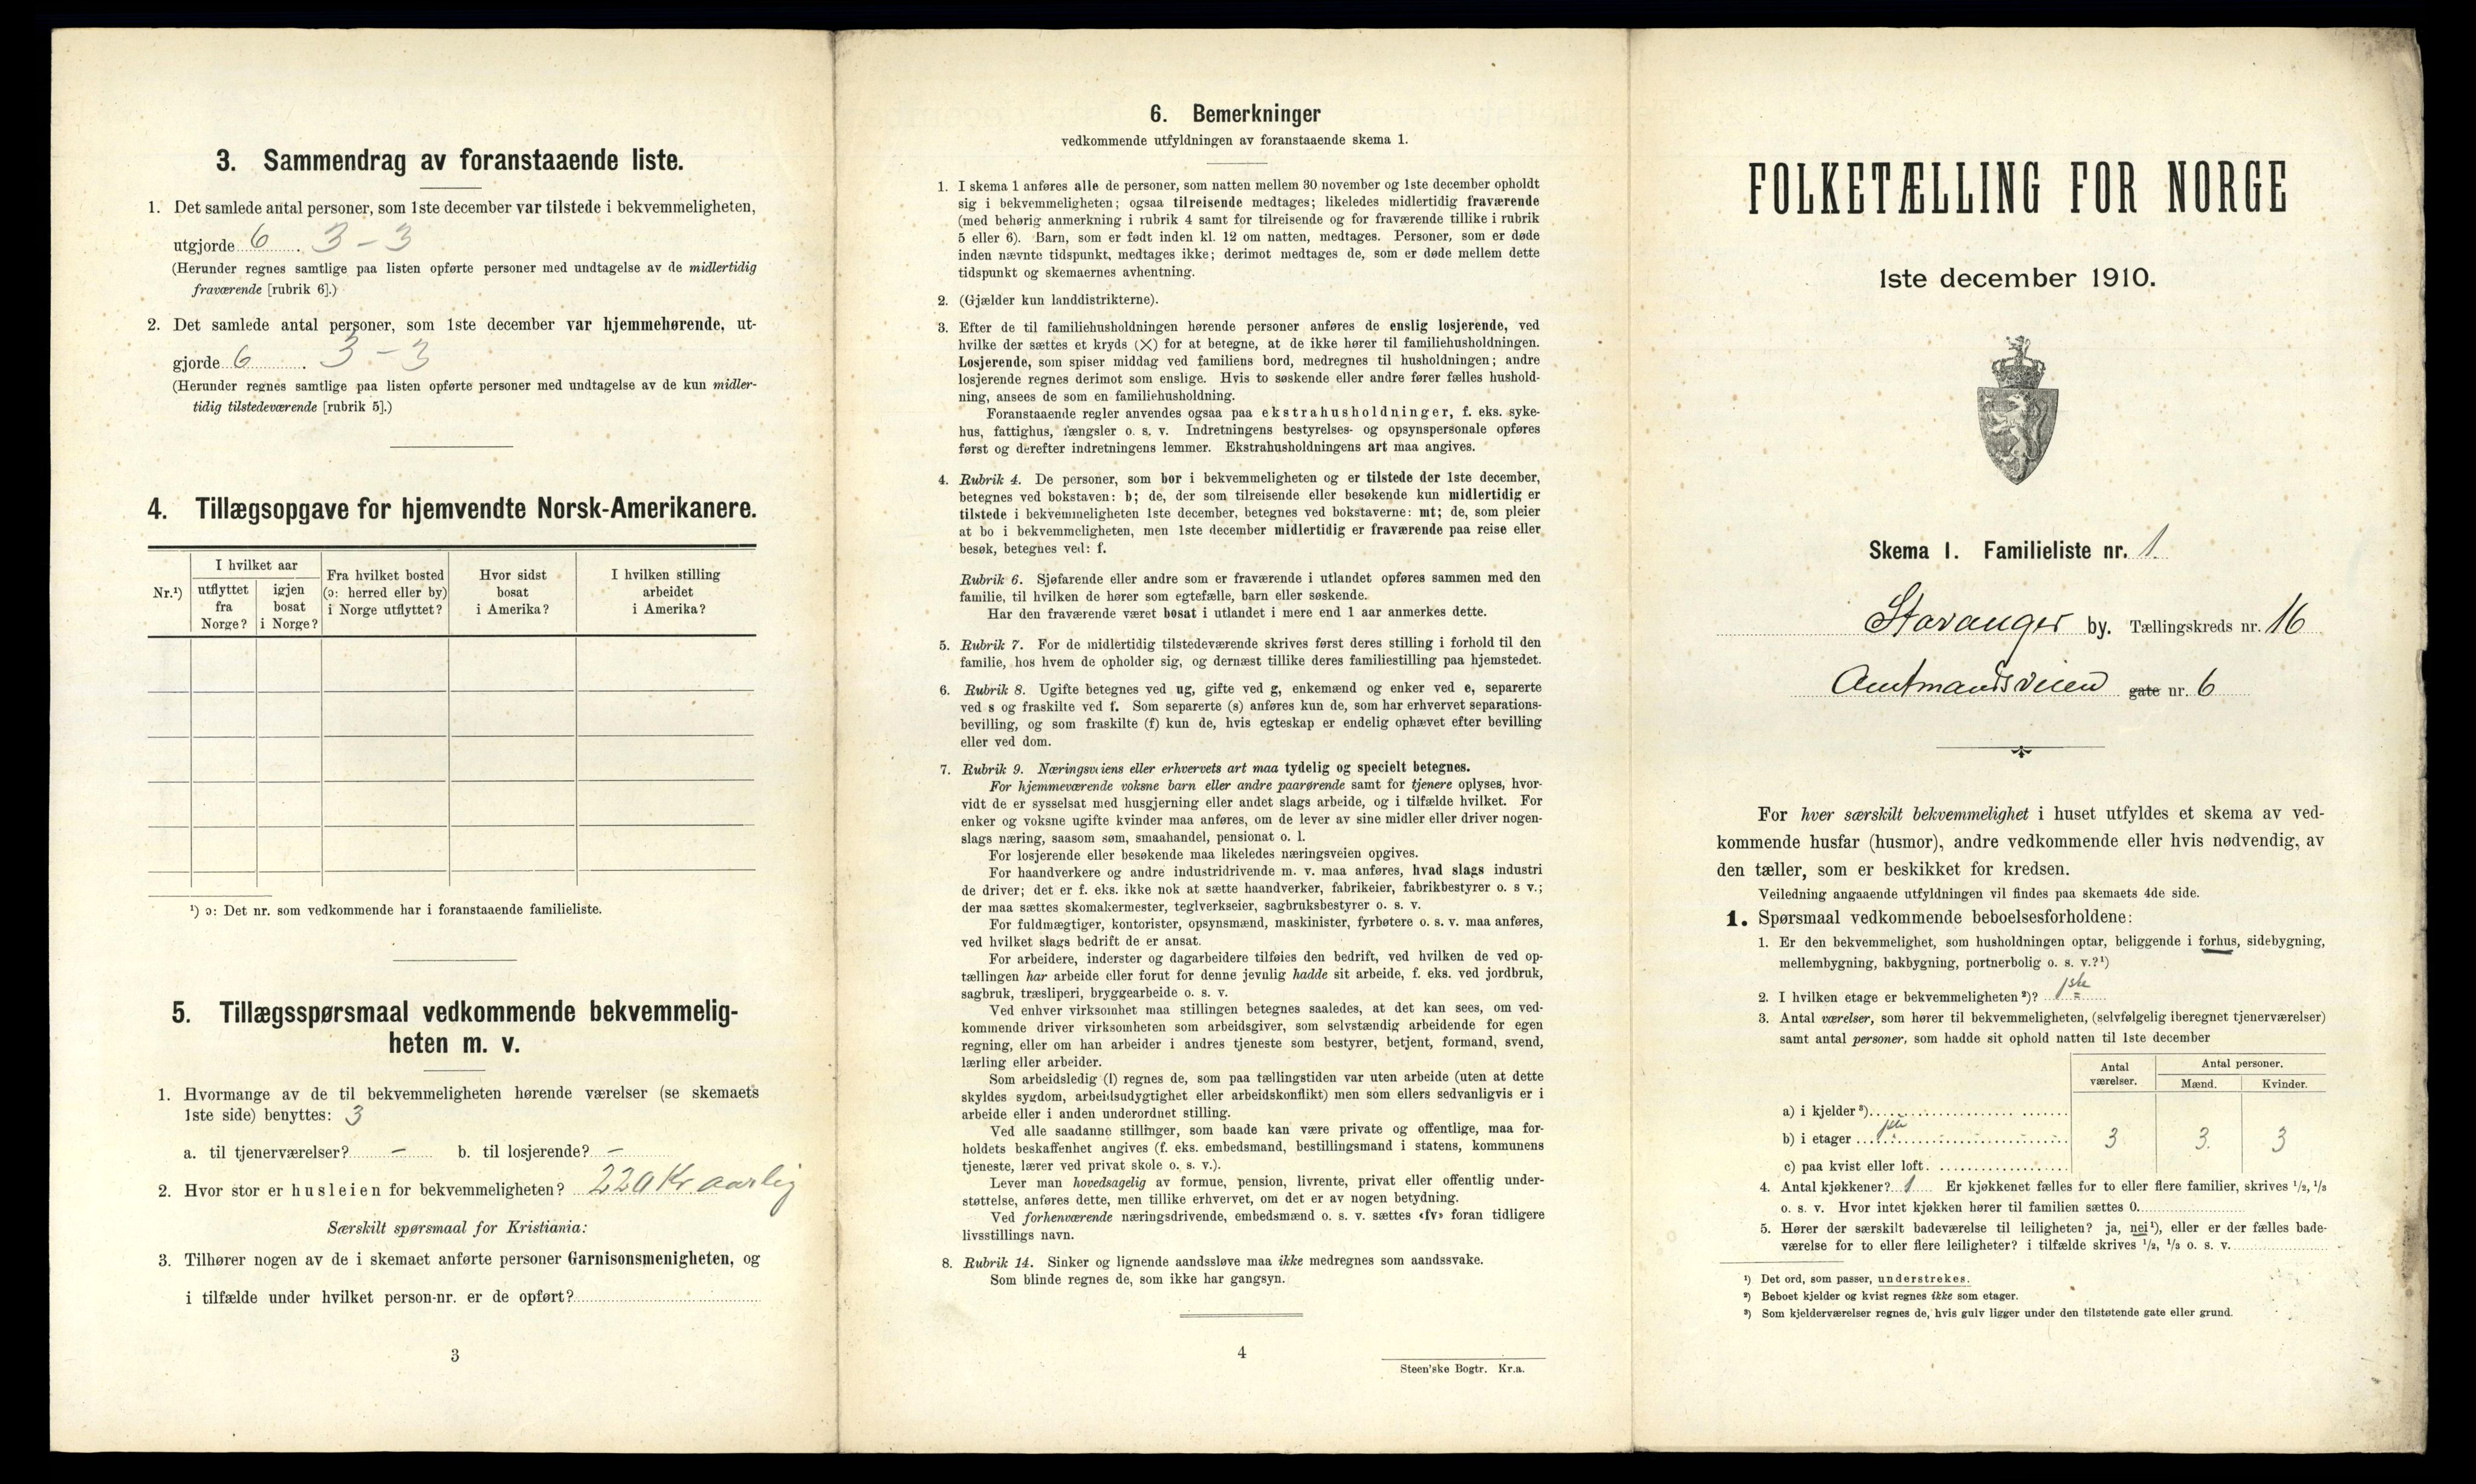 3. Sammendrag av foranstaaende liste.
1. Det samlede antal personer, som 1ste december var tilstede i bekvemmeligheten,
utgjorde 6. 3 – 3
(Herunder regnes samtlige paa listen opførte personer med undtagelse av de midlertidig
fraværende [rubrik 6].)
2. Det samlede antal personer, som 1ste december var hjemmehørende, ut-
gjorde 6. 3 – 3
(Herunder regnes samtlige paa listen opførte personer med undtagelse av de kun midler-
tidig tilstedeværende [rubrik 5].)
4. Tillægsopgave for hjemvendte Norsk-Amerikanere.
Nr.¹)
I hvilket aar
utflyttet
fra
Norge?
igjen
bosat
i Norge?
Fra hvilket bosted
(ɔ: herred eller by)
i Norge utflyttet?
Hvor sidst
bosat
i Amerika?
I hvilken stilling
arbeidet
i Amerika?
¹) ɔ: Det nr. som vedkommende har i foranstaaende familieliste.
5. Tillægsspørsmaal vedkommende bekvemmelig-
heten m. v.
1. Hvormange av de til bekvemmeligheten hørende værelser (se skemaets
1ste side) benyttes: 3
a. til tjenerværelser? – b. til losjerende? –
2. Hvor stor er husleien for bekvemmeligheten? 220 Kr aarlig
Særskilt spørsmaal for Kristiania:
3. Tilhører nogen av de i skemaet anførte personer Garnisonsmenigheten, og
i tilfælde under hvilket person-nr. er de opført?
3
6. Bemerkninger
vedkommende utfyldningen av foranstaaende skema 1.
1. I skema 1 anføres alle de personer, som natten mellem 30 november og 1ste december opholdt
sig i bekvemmeligheten; ogsaa tilreisende medtages; likeledes midlertidig fraværende
(med behørig anmerkning i rubrik 4 samt for tilreisende og for fraværende tillike i rubrik
5 eller 6). Barn, som er født inden kl. 12 om natten, medtages. Personer, som er døde
inden nævnte tidspunkt, medtages ikke; derimot medtages de, som er døde mellem dette
tidspunkt og skemaernes avhentning.
2. (Gjælder kun landdistrikterne).
3. Efter de til familiehusholdningen hørende personer anføres de enslig losjerende, ved
hvilke der sættes et kryds (×) for at betegne, at de ikke hører til familiehusholdningen.
Losjerende, som spiser middag ved familiens bord, medregnes til husholdningen; andre
losjerende regnes derimot som enslige. Hvis to søskende eller andre fører fælles hushold-
ning, ansees de som en familiehusholdning.
Foranstaaende regler anvendes ogsaa paa ekstrahusholdninger, f. eks. syke-
hus, fattighus, fængsler o. s. v. Indretningens bestyrelses- og opsynspersonale opføres
først og derefter indretningens lemmer. Ekstrahusholdningens art maa angives.
4. Rubrik 4. De personer, som bor i bekvemmeligheten og er tilstede der 1ste december,
betegnes ved bokstaven: b; de, der som tilreisende eller besøkende kun midlertidig er
tilstede i bekvemmeligheten 1ste december, betegnes ved bokstaverne: mt; de, som pleier
at bo i bekvemmeligheten, men 1ste december midlertidig er fraværende paa reise eller
besøk, betegnes ved: f.
Rubrik 6. Sjøfarende eller andre som er fraværende i utlandet opføres sammen med den
familie, til hvilken de hører som egtefælle, barn eller søskende.
Har den fraværende været bosat i utlandet i mere end 1 aar anmerkes dette.
5. Rubrik 7. For de midlertidig tilstedeværende skrives først deres stilling i forhold til den
familie, hos hvem de opholder sig, og dernæst tillike deres familiestilling paa hjemstedet.
6. Rubrik 8. Ugifte betegnes ved ug, gifte ved g, enkemænd og enker ved e, separerte
ved s og fraskilte ved f. Som separerte (s) anføres kun de, som har erhvervet separations-
bevilling, og som fraskilte (f) kun de, hvis egteskap er endelig ophævet efter bevilling
eller ved dom.
7. Rubrik 9. Næringsveiens eller erhvervets art maa tydelig og specielt betegnes.
For hjemmeværende voksne barn eller andre paarørende samt for tjenere oplyses, hvor-
vidt de er sysselsat med husgjerning eller andet slags arbeide, og i tilfælde hvilket. For
enker og voksne ugifte kvinder maa anføres, om de lever av sine midler eller driver nogen-
slags næring, saasom søm, smaahandel, pensionat o. l.
For losjerende eller besøkende maa likeledes næringsveien opgives.
For haandverkere og andre industridrivende m. v. maa anføres, hvad slags industri
de driver; det er f. eks. ikke nok at sætte haandverker, fabrikeier, fabrikbestyrer o. s v.;
der maa sættes skomakermester, teglverkseier, sagbruksbestyrer o. s. v.
For fuldmægtiger, kontorister, opsynsmænd, maskinister, fyrbøtere o. s. v. maa anføres,
ved hvilket slags bedrift de er ansat.
For arbeidere, inderster og dagarbeidere tilføies den bedrift, ved hvilken de ved op-
tællingen har arbeide eller forut for denne jevnlig hadde sit arbeide, f. eks. ved jordbruk,
sagbruk, træsliperi, bryggearbeide o. s. v.
Ved enhver virksomhet maa stillingen betegnes saaledes, at det kan sees, om ved-
kommende driver virksomheten som arbeidsgiver, som selvstændig arbeidende for egen
regning, eller om han arbeider i andres tjeneste som bestyrer, betjent, formand, svend,
lærling eller arbeider.
Som arbeidsledig (l) regnes de, som paa tællingstiden var uten arbeide (uten at dette
skyldes sygdom, arbeidsudygtighet eller arbeidskonflikt) men som ellers sedvanligvis er i
arbeide eller i anden underordnet stilling.
Ved alle saadanne stillinger, som baade kan være private og offentlige, maa for-
holdets beskaffenhet angives (f. eks. embedsmand, bestillingsmand i statens, kommunens
tjeneste, lærer ved privat skole o. s. v.).
Lever man hovedsagelig av formue, pension, livrente, privat eller offentlig under-
støttelse, anføres dette, men tillike erhvervet, om det er av nogen betydning.
Ved forhenværende næringsdrivende, embedsmænd o. s. v. sættes «fv» foran tidligere
livsstillings navn.
8. Rubrik 14. Sinker og lignende aandssløve maa ikke medregnes som aandssvake.
Som blinde regnes de, som ikke har gangsyn.
4
Steen'ske Bogtr. Kr.a.
FOLKETÆLLING FOR NORGE
1ste december 1910.
Skema 1. Familieliste nr. 1.
Stavanger by. Tællingskreds nr. 16
Amtmandsveien gate nr. 6
For hver særskilt bekvemmelighet i huset utfyldes et skema av ved-
kommende husfar (husmor), andre vedkommende eller hvis nødvendig, av
den tæller, som er beskikket for kredsen.
Veiledning angaaende utfyldningen vil findes paa skemaets 4de side.
1. Spørsmaal vedkommende beboelsesforholdene:
1. Er den bekvemmelighet, som husholdningen optar, beliggende i forhus, sidebygning,
mellembygning, bakbygning, portnerbolig o. s. v.?¹)
2. I hvilken etage er bekvemmeligheten²)? 1ste
3. Antal værelser, som hører til bekvemmeligheten, (selvfølgelig iberegnet tjenerværelser)
samt antal personer, som hadde sit ophold natten til 1ste december
Antal
værelser.
Antal personer.
Mænd.
Kvinder.
a) i kjelder³)
b) i etager 1ste 3 3. 3
c) paa kvist eller loft.
4. Antal kjøkkener? 1 Er kjøkkenet fælles for to eller flere familier, skrives ¹/₂, ¹/₃
o. s. v. Hvor intet kjøkken hører til familien sættes 0.
5. Hører der særskilt badeværelse til leiligheten? ja, nei¹), eller er der fælles bade-
værelse for to eller flere leiligheter? i tilfælde skrives ¹/₂, ¹/₃ o. s. v.
¹) Det ord, som passer, understrekes.
²) Beboet kjelder og kvist regnes ikke som etager.
³) Som kjelderværelser regnes de, hvis gulv ligger under den tilstøtende gate eller grund.